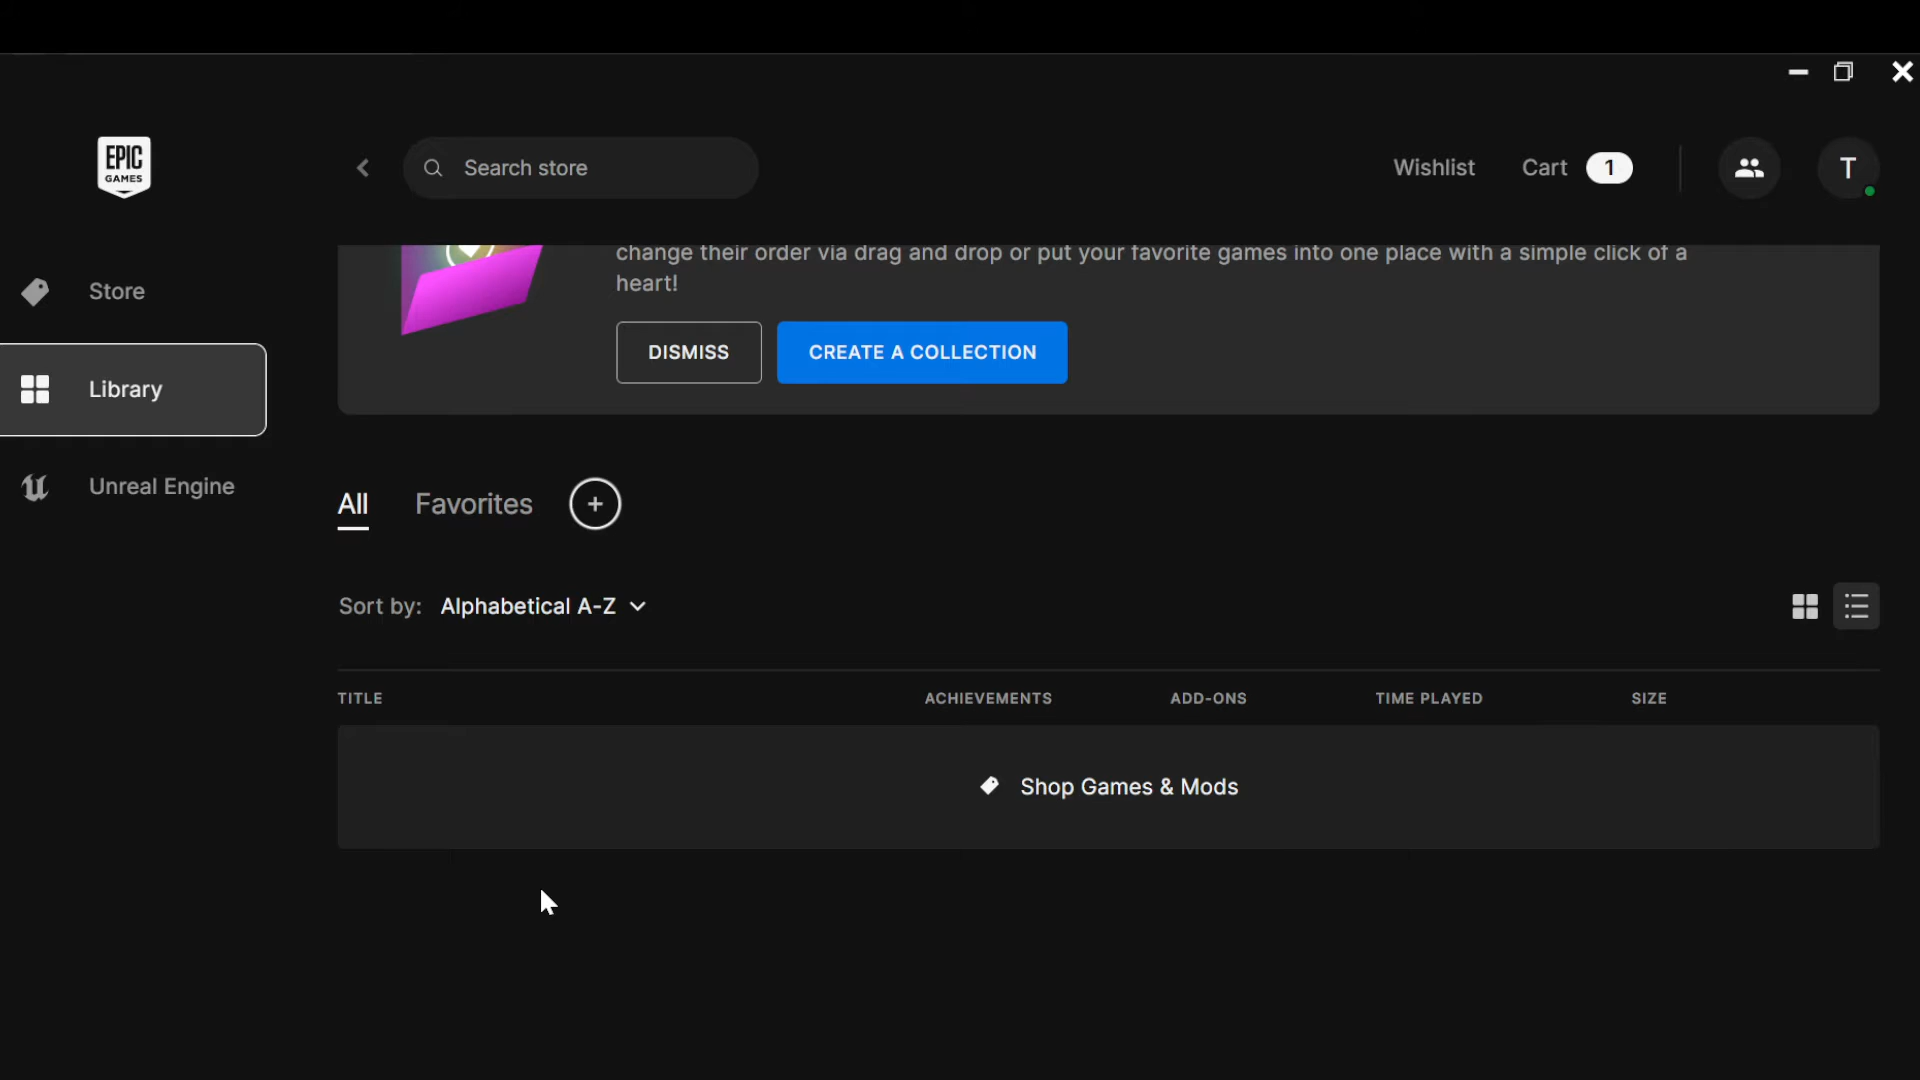 EPIC
GAMES
Search store
Wishlist
Cart 1
T
Store
Library
Unreal Engine
change their order via drag and drop or put your favorite games into one place with a simple click of a
heart!
DISMISS
CREATE A COLLECTION
All Favorites +
Sort by: Alphabetical A-Z
TITLE ACHIEVEMENTS ADD-ONS TIME PLAYED SIZE
Shop Games & Mods